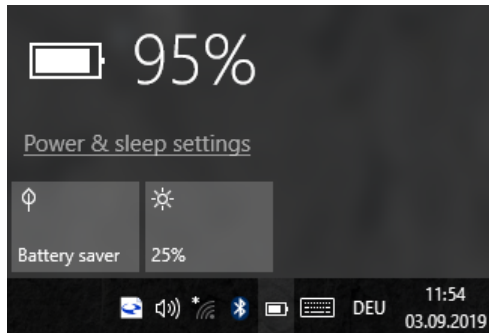 95%
Power & sleep settings
Battery saver
25%
DEU
11:54
03.09.2019